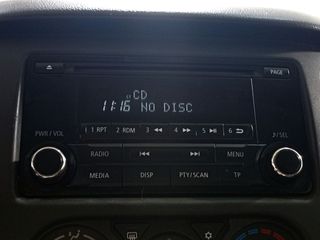 PAGE
CD
11:16 NO DISC
1 RPT 2 RDM 3 4 5 6
PWR / VOL
/SEL
RADIO MENU
MEDIA DISP PTY/SCAN TP